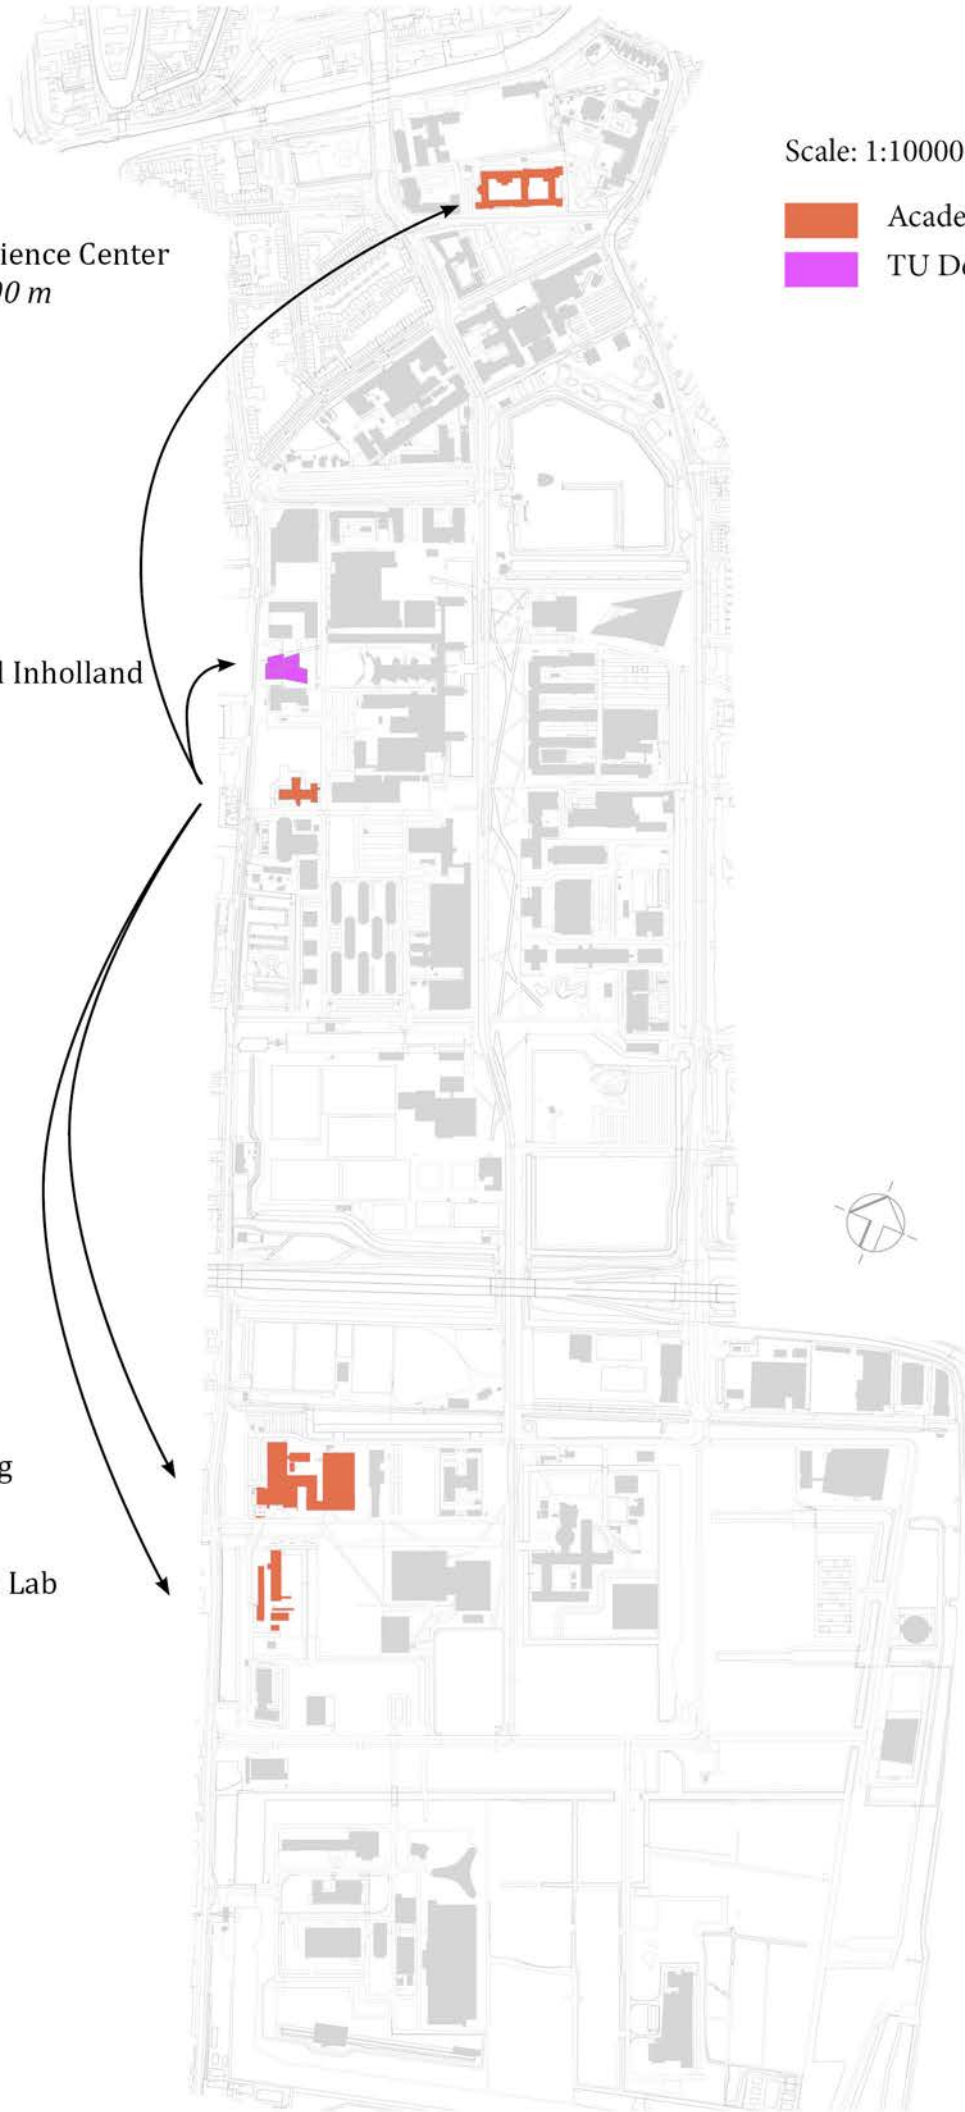 Scale: 1:10000
Acade
TU De
ience Center
00 m
l Inholland
g
Lab